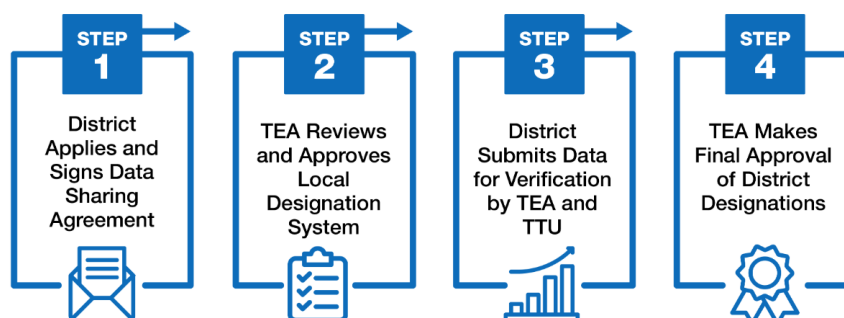 STEP
1
District
Applies and
Signs Data
Sharing
Agreement
STEP
2
TEA Reviews
and Approves
Local
Designation
System
STEP
3
District
Submits Data
for Verification
by TEA and
TTU
STEP
4
TEA Makes
Final Approval
of District
Designations